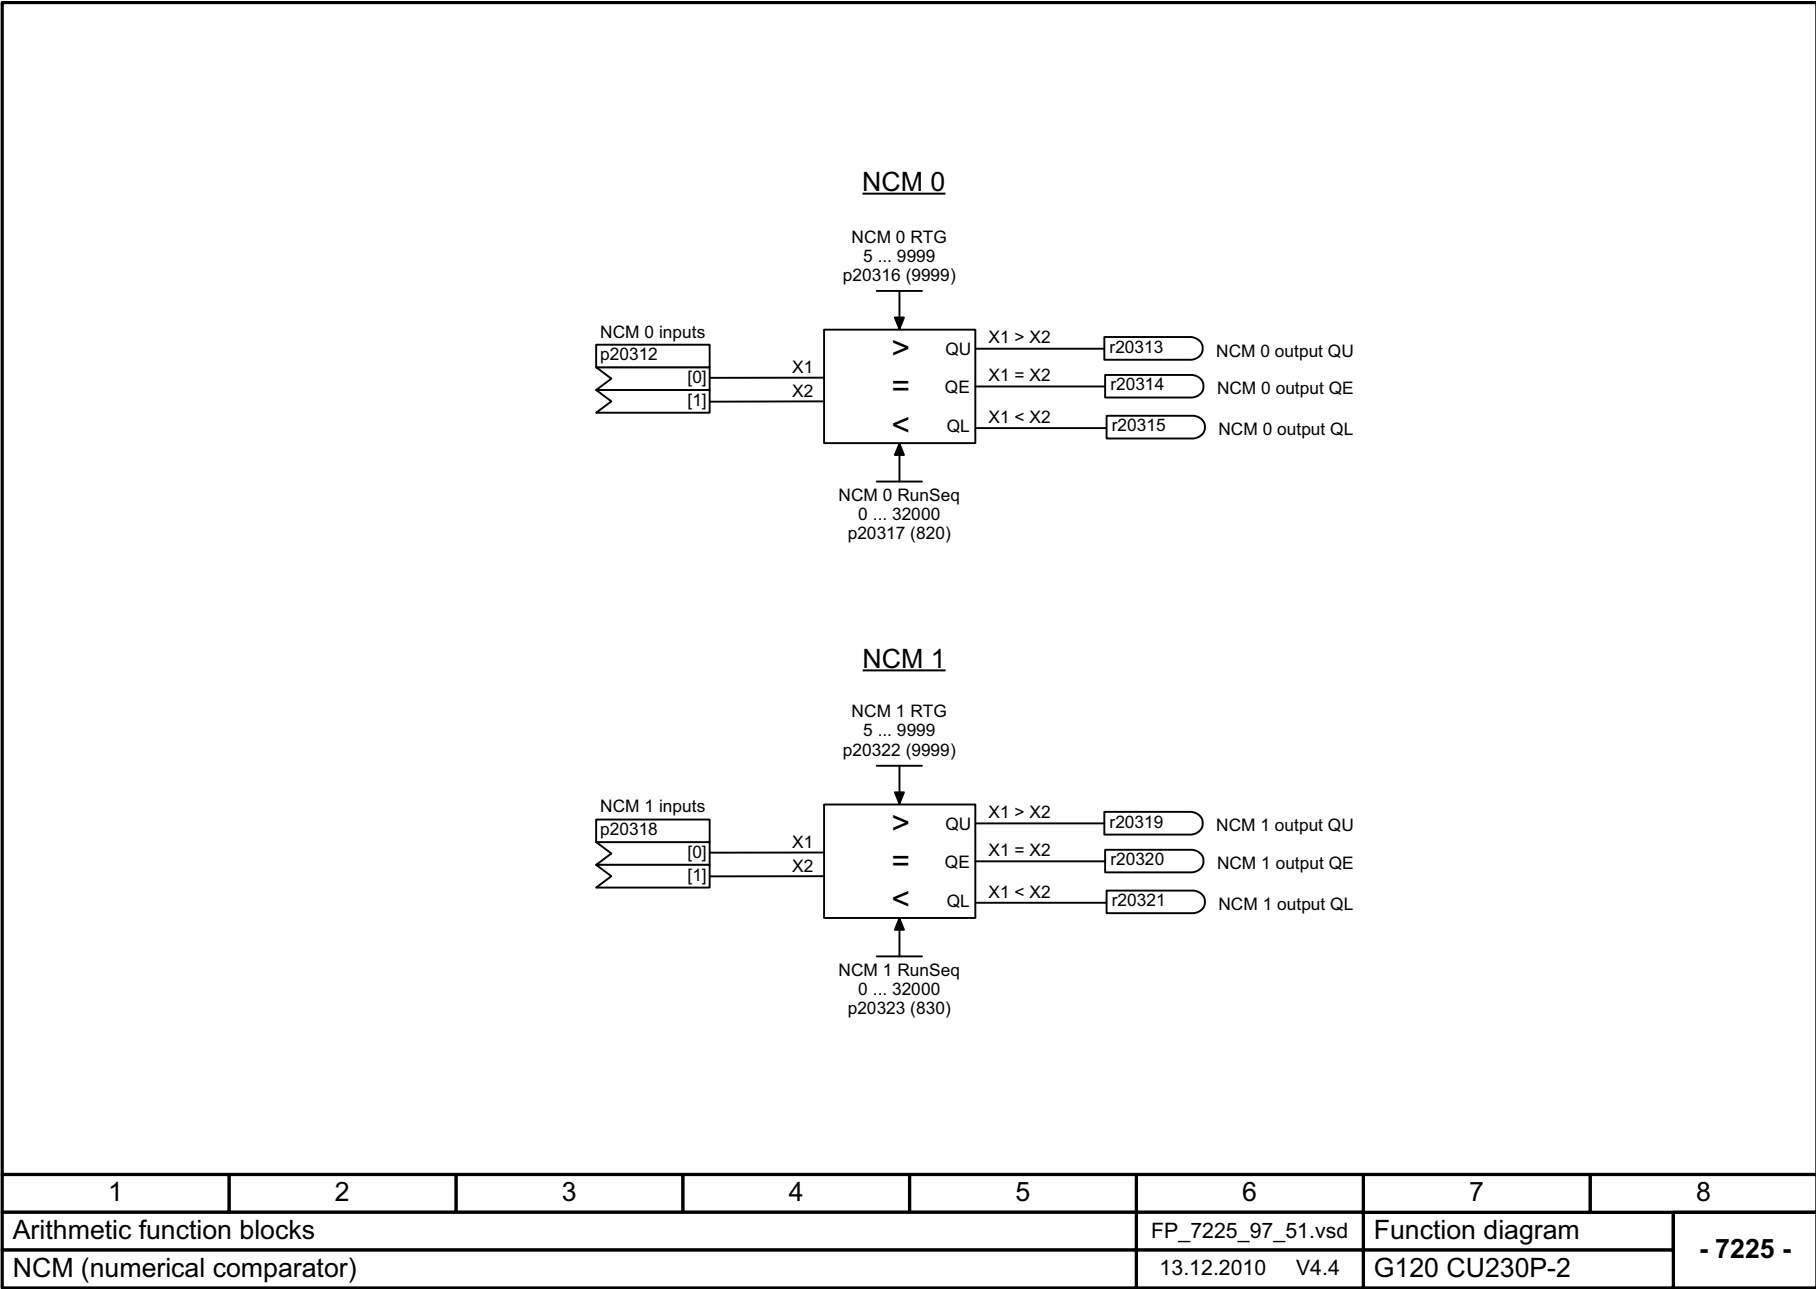 NCM 0
NCM 0 RTG
5 ... 9999
p20316 (9999)
NCM 0 inputs
p20312
[0]
[1]
X1
X2
>
=
<
QU
QE
QL
X1 > X2
X1 = X2
X1 < X2
r20313
r20314
r20315
NCM 0 output QU
NCM 0 output QE
NCM 0 output QL
NCM 0 RunSeq
0 ... 32000
p20317 (820)
NCM 1
NCM 1 RTG
5 ... 9999
p20322 (9999)
NCM 1 inputs
p20318
[0]
[1]
X1
X2
>
=
<
QU
QE
QL
X1 > X2
X1 = X2
X1 < X2
r20319
r20320
r20321
NCM 1 output QU
NCM 1 output QE
NCM 1 output QL
NCM 1 RunSeq
0 ... 32000
p20323 (830)
1 2 3 4 5 6 7 8
Arithmetic function blocks
FP_7225_97_51.vsd
Function diagram
- 7225 -
NCM (numerical comparator)
13.12.2010 V4.4
G120 CU230P-2